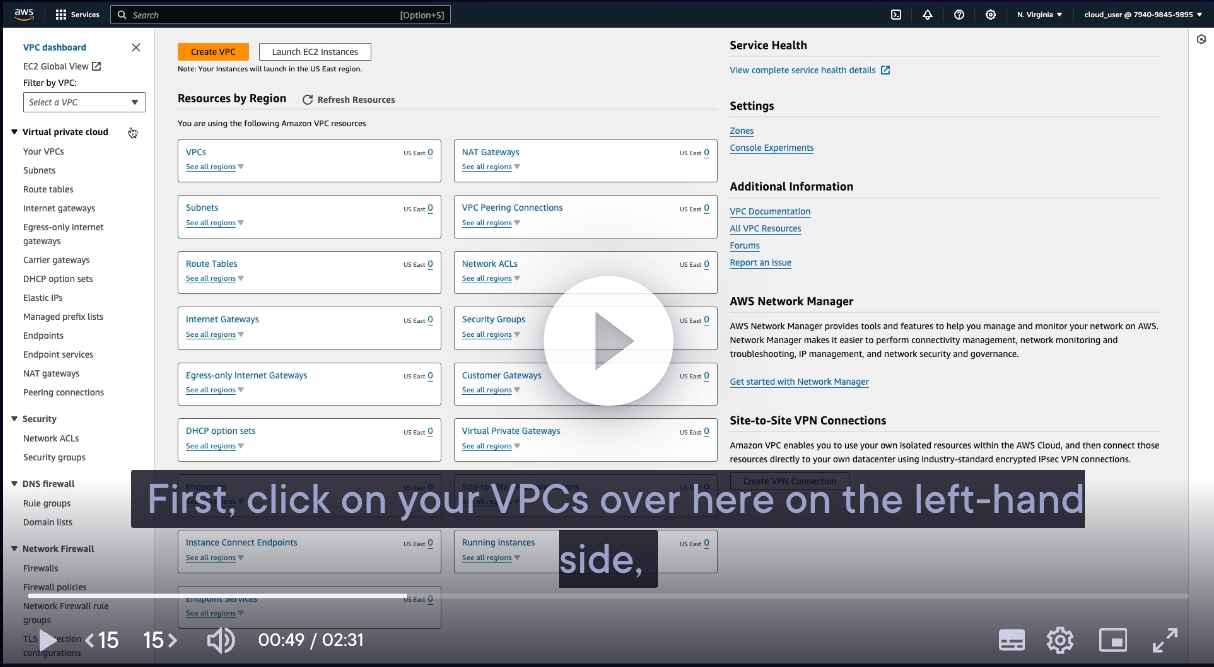 aws
Services
Search
[Option+S]
N. Virginia
cloud_user @ 7940-9845-9895
VPC dashboard
EC2 Global View
Filter by VPC:
Select a VPC
Virtual private cloud
Your VPCs
Subnets
Route tables
Internet gateways
Egress-only internet
gateways
Carrier gateways
DHCP option sets
Elastic IPs
Managed prefix lists
Endpoints
Endpoint services
NAT gateways
Peering connections
Security
Network ACLs
Security groups
DNS firewall
Rule groups
Domain lists
Network Firewall
Firewalls
Firewall policies
Network Firewall rule
groups
configurations
Create VPC
Launch EC2 Instances
Note: Your Instances will launch in the US East region.
Resources by Region
Refresh Resources
You are using the following Amazon VPC resources
VPCs
US East 0
See all regions
NAT Gateways
US East 0
See all regions
Subnets
US East 0
See all regions
VPC Peering Connections
US East 0
See all regions
Route Tables
US East 0
See all regions
Network ACLs
US East 0
See all regions
Internet Gateways
US East 0
See all regions
Security Groups
US East 0
See all regions
Egress-only Internet Gateways
US East 0
See all regions
Customer Gateways
US East 0
See all regions
DHCP option sets
US East 0
See all regions
Virtual Private Gateways
US East 0
See all regions
Instance Connect Endpoints
US East 0
See all regions
Running Instances
US East 0
See all regions
Endpoint Services
US East 0
See all regions
Service Health
View complete service health details
Settings
Zones
Console Experiments
Additional Information
VPC Documentation
All VPC Resources
Forums
Report an Issue
AWS Network Manager
AWS Network Manager provides tools and features to help you manage and monitor your network on AWS.
Network Manager makes it easier to perform connectivity management, network monitoring and
troubleshooting, IP management, and network security and governance.
Get started with Network Manager
Site-to-Site VPN Connections
Amazon VPC enables you to use your own isolated resources within the AWS Cloud, and then connect those
resources directly to your own datacenter using industry-standard encrypted IPsec VPN connections.
Create VPN Connection
First, click on your VPCs over here on the left-hand
side,
15
15
00:49 / 02:31